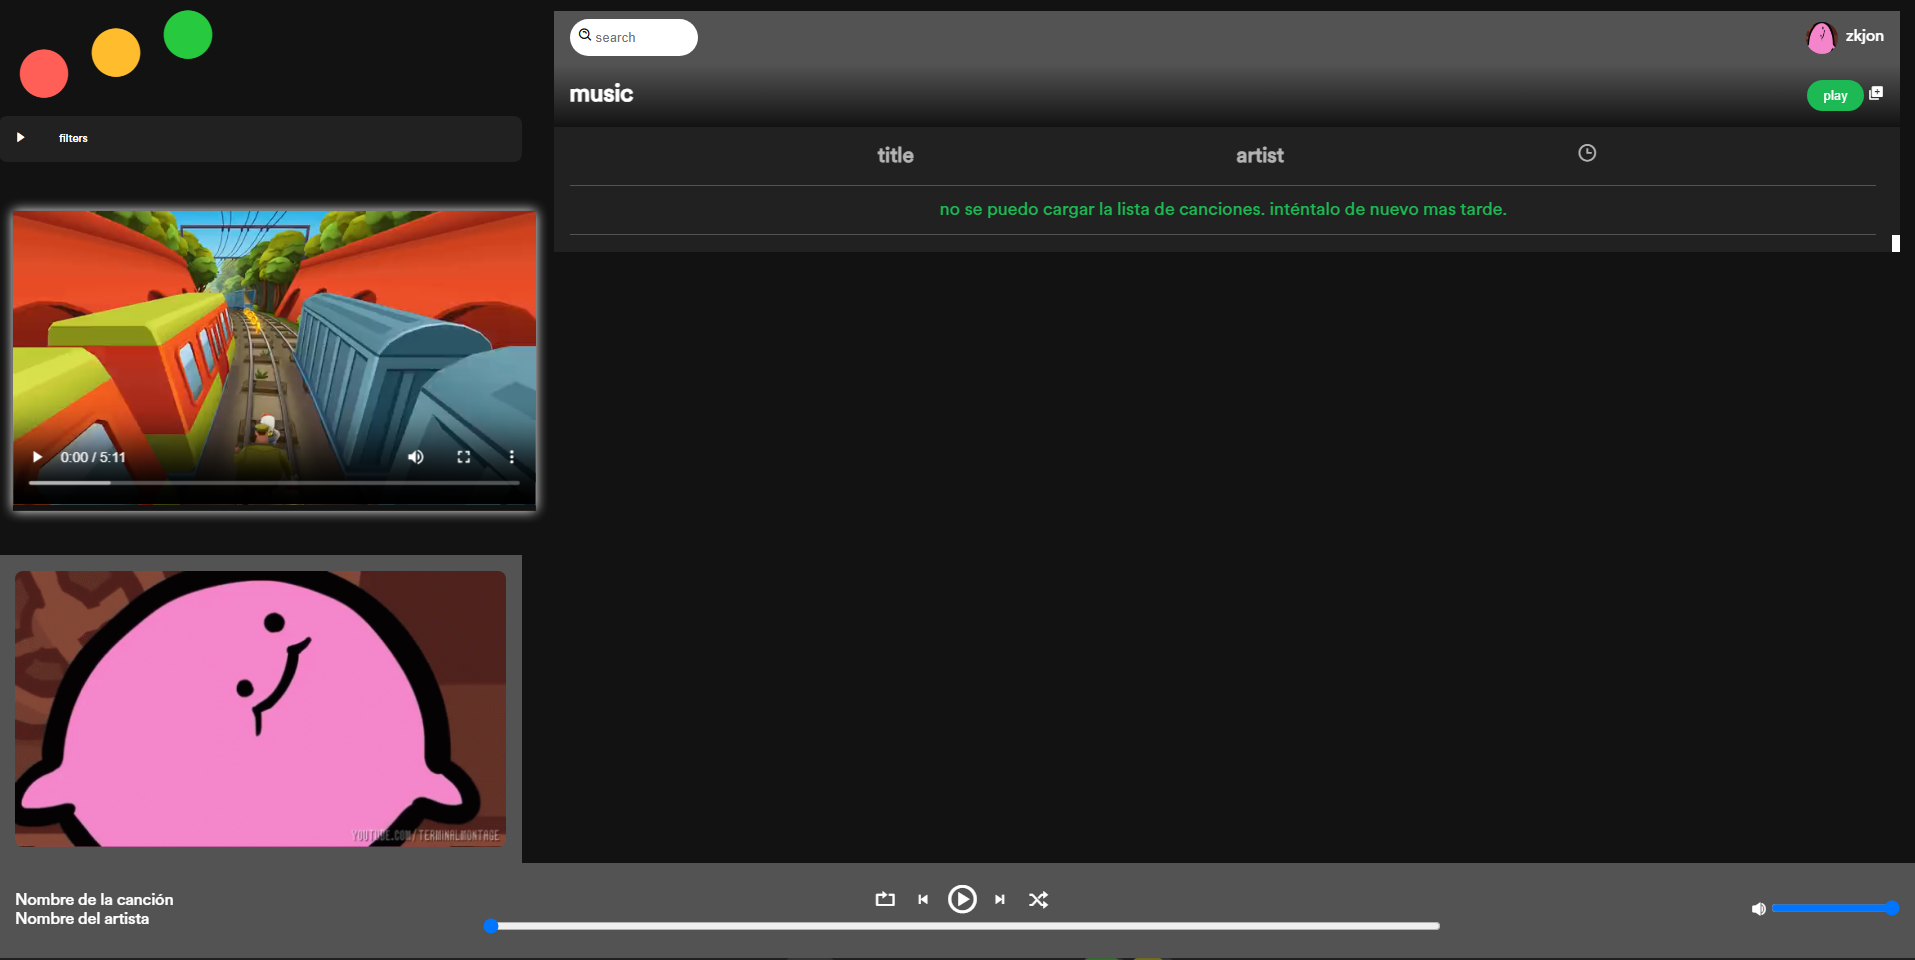 search
zkjon
music
play
filters
title artist
no se puedo cargar la lista de canciones. inténtalo de nuevo mas tarde.
0:00 / 5:11
YOUTUBE.COM/TERMINALMONTAGE
Nombre de la canción
Nombre del artista